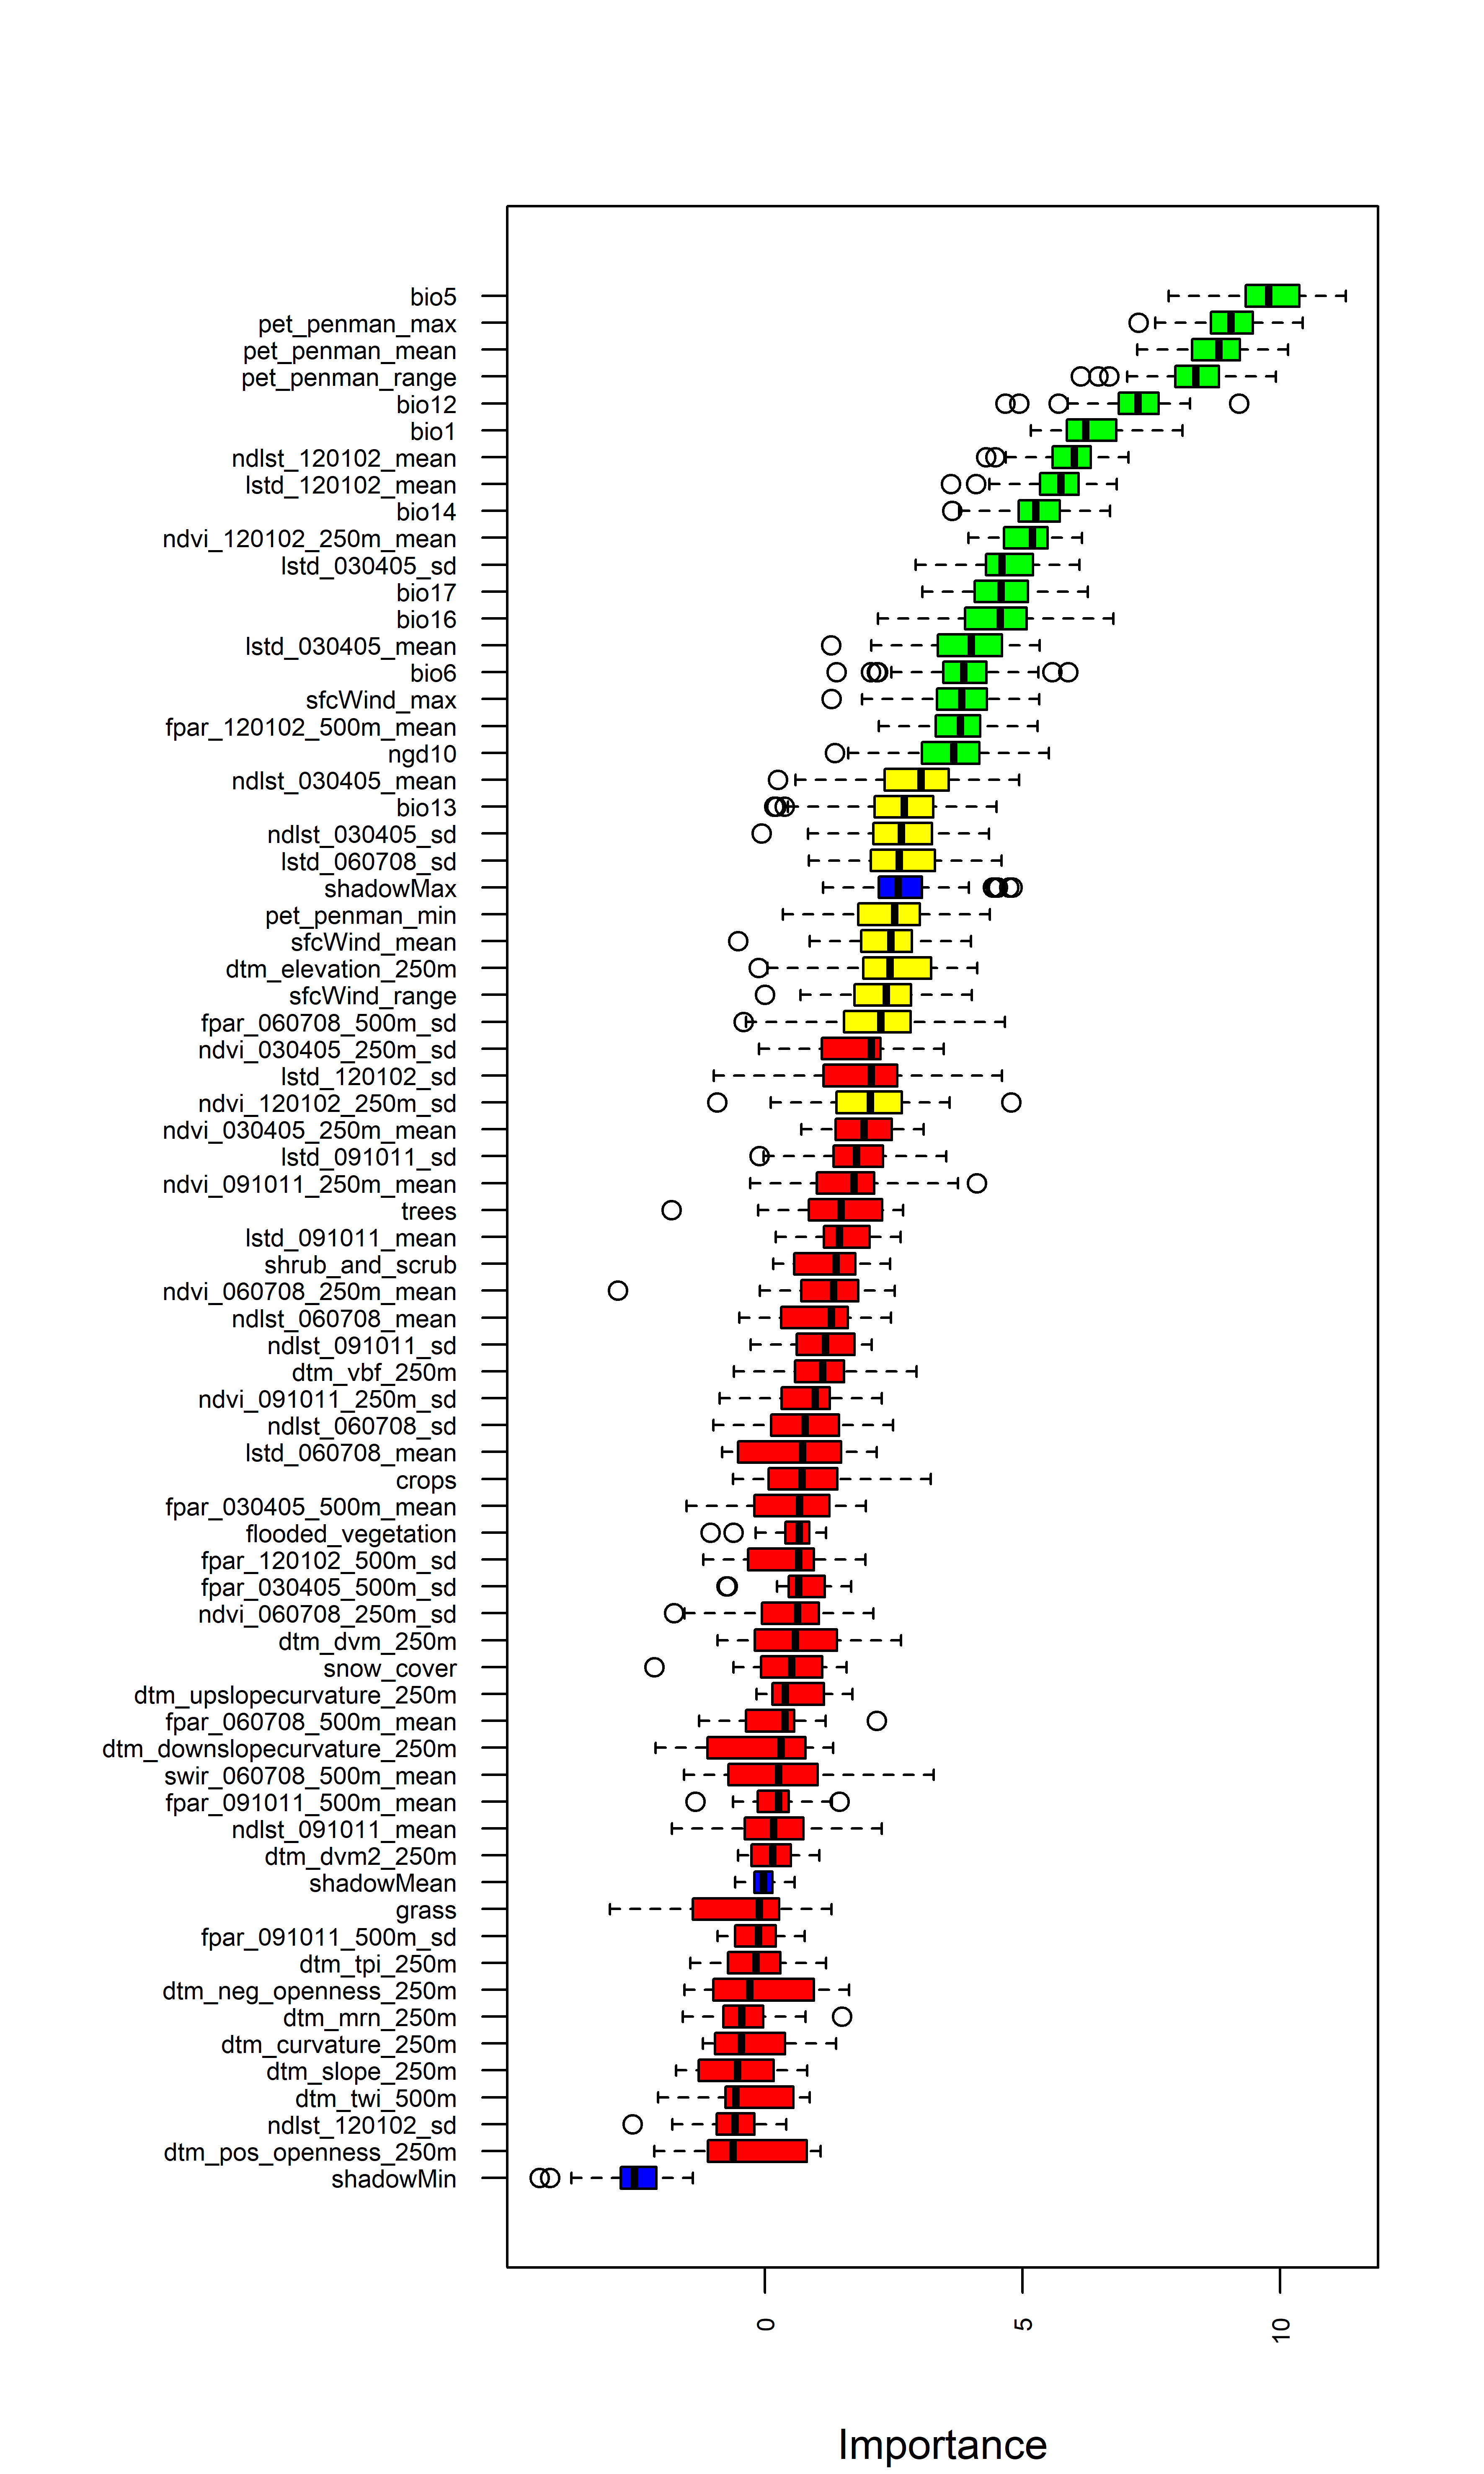 bio5
pet_penman_max
pet_penman_mean
pet_penman_range
bio12
bio1
ndlst_120102_mean
lstd_120102_mean
bio14
ndvi_120102_250m_mean
lstd_030405_sd
bio17
bio16
lstd_030405_mean
bio6
sfcWind_max
fpar_120102_500m_mean
ngd10
ndlst_030405_mean
bio13
ndlst_030405_sd
lstd_060708_sd
shadowMax
pet_penman_min
sfcWind_mean
dtm_elevation_250m
sfcWind_range
fpar_060708_500m_sd
ndvi_030405_250m_sd
lstd_120102_sd
ndvi_120102_250m_sd
ndvi_030405_250m_mean
lstd_091011_sd
ndvi_091011_250m_mean
trees
lstd_091011_mean
shrub_and_scrub
ndvi_060708_250m_mean
ndlst_060708_mean
ndlst_091011_sd
dtm_vbf_250m
ndvi_091011_250m_sd
ndlst_060708_sd
lstd_060708_mean
crops
fpar_030405_500m_mean
flooded_vegetation
fpar_120102_500m_sd
fpar_030405_500m_sd
ndvi_060708_250m_sd
dtm_dvm_250m
snow_cover
dtm_upslopecurvature_250m
fpar_060708_500m_mean
dtm_downslopecurvature_250m
swir_060708_500m_mean
fpar_091011_500m_mean
ndlst_091011_mean
dtm_dvm2_250m
shadowMean
grass
fpar_091011_500m_sd
dtm_tpi_250m
dtm_neg_openness_250m
dtm_mrn_250m
dtm_curvature_250m
dtm_slope_250m
dtm_twi_500m
ndlst_120102_sd
dtm_pos_openness_250m
shadowMin
0
5
10
Importance